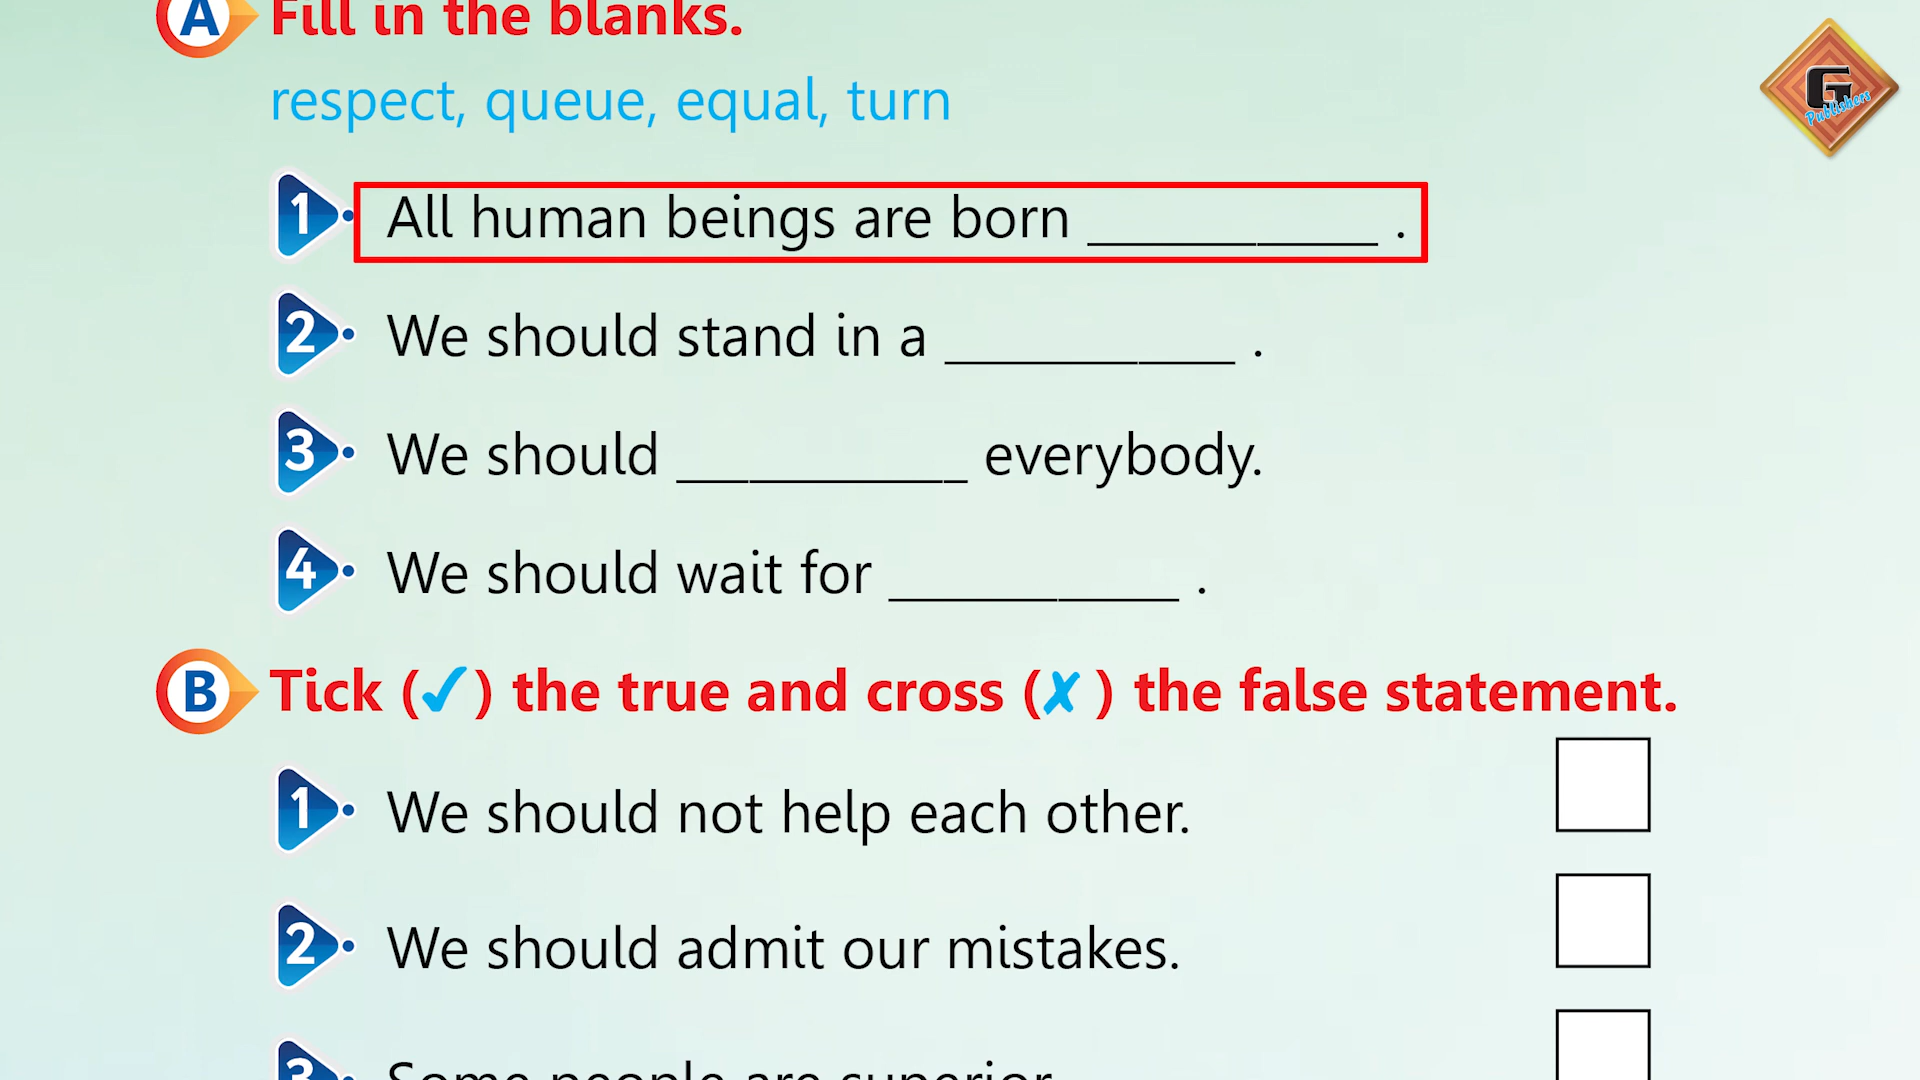 A Fill in the blanks.
respect, queue, equal, turn
G
Publishers
1 All human beings are born __________ .
2 We should stand in a __________ .
3 We should __________ everybody.
4 We should wait for __________ .
B Tick (✓) the true and cross (✗) the false statement.
1 We should not help each other.
2 We should admit our mistakes.
3 Some people are superior.